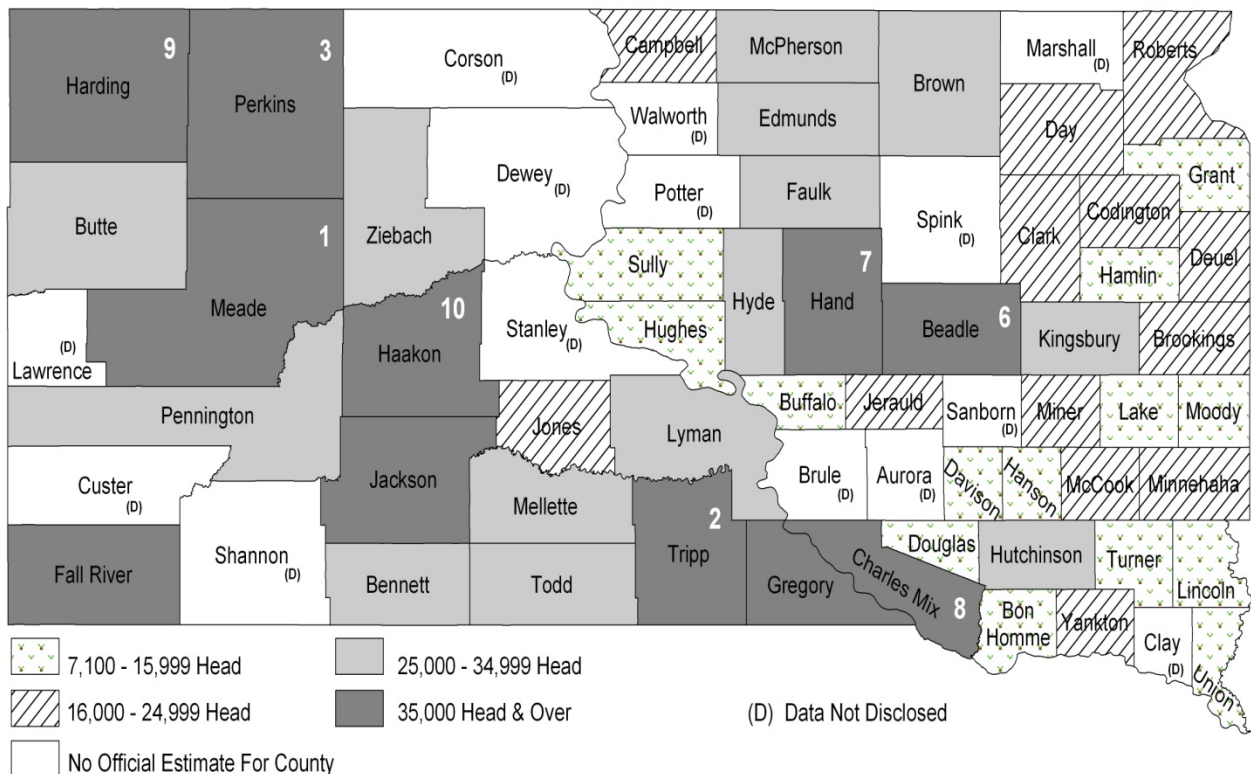 Harding
9
Perkins
3
Corson
(D)
Campbell
McPherson
Brown
Marshall
(D)
Roberts
Walworth
(D)
Edmunds
Day
Dewey
(D)
Potter
(D)
Faulk
Spink
(D)
Clark
Codington
Grant
Deuel
Hamlin
Butte
Ziebach
1
Meade
Sully
Hyde
7
Hand
10
Haakon
Stanley
(D)
Hughes
Beadle
6
Kingsbury
Brookings
(D)
Lawrence
Pennington
Jones
Lyman
Buffalo
Jerauld
Sanborn
(D)
Miner
Lake
Moody
Custer
(D)
Jackson
Mellette
Brule
(D)
Aurora
(D)
Davison
Hanson
McCook
Minnehaha
Fall River
Shannon
(D)
Bennett
Todd
2
Tripp
Gregory
Charles Mix
8
Douglas
Hutchinson
Turner
Lincoln
Bon
Homme
Yankton
Clay
(D)
Union
7,100 - 15,999 Head
25,000 - 34,999 Head
16,000 - 24,999 Head
35,000 Head & Over
(D) Data Not Disclosed
No Official Estimate For County